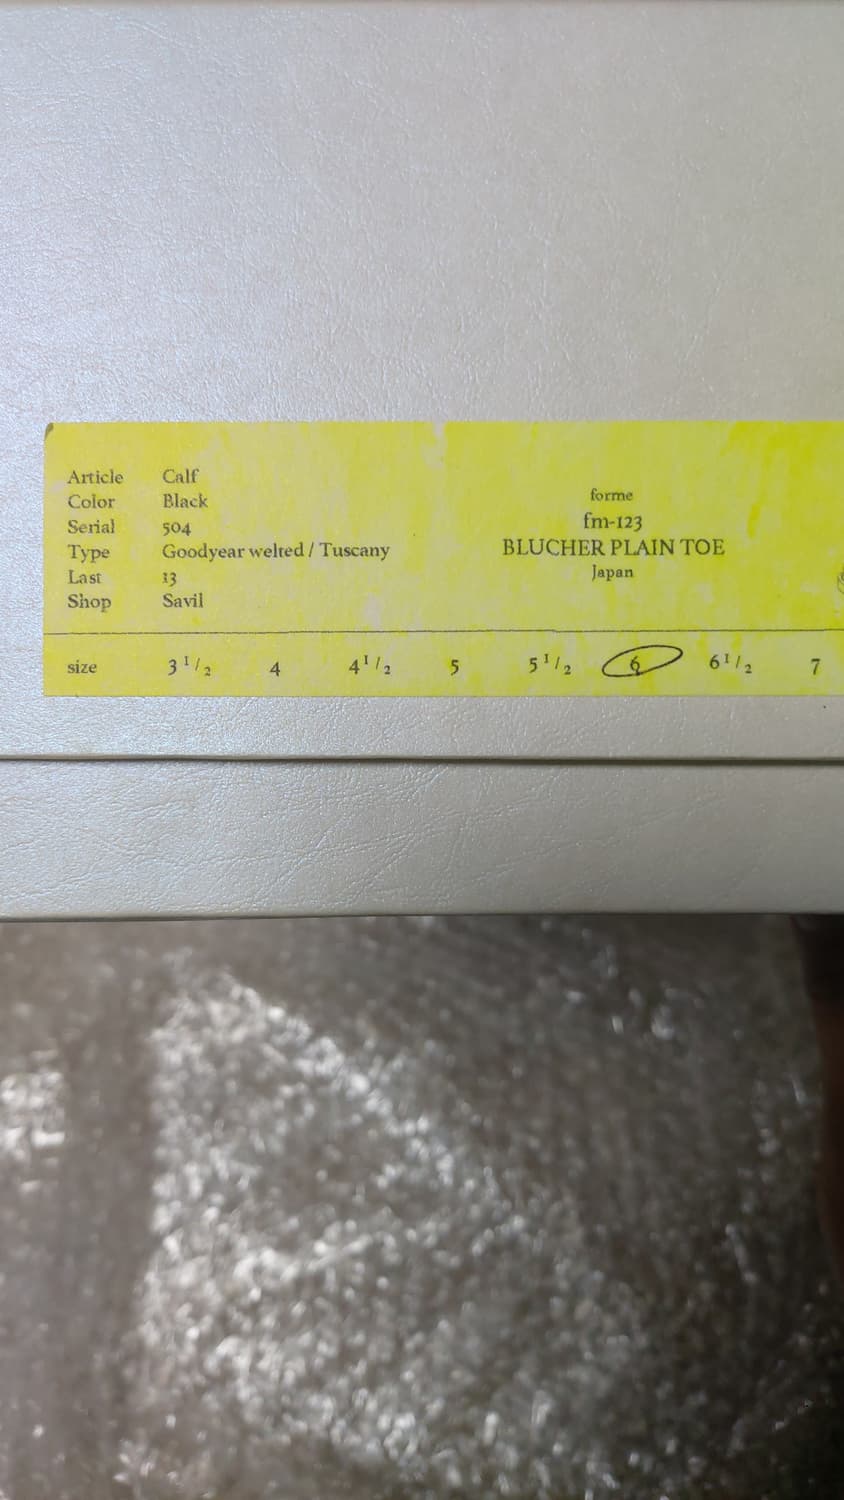 Article Calf
Color Black
Serial 504
Type Goodyear welted / Tuscany
Last 13
Shop Savil
forme
fm-123
BLUCHER PLAIN TOE
Japan
size 3 1/2 4 4 1/2 5 5 1/2 6 6 1/2 7